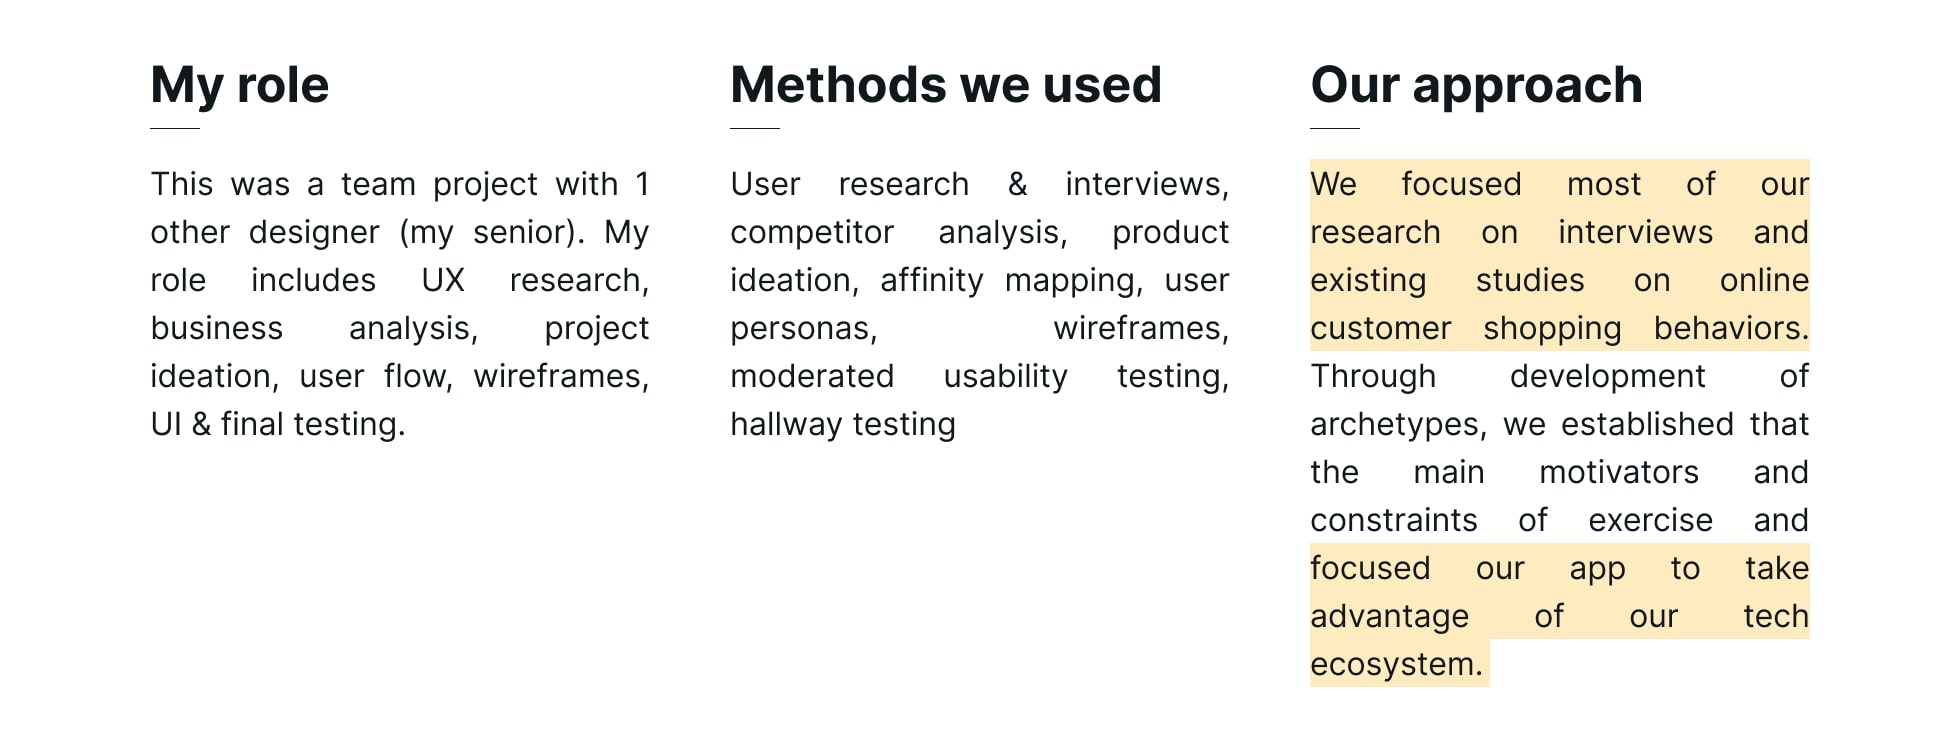 My role
This was a team project with 1
other designer (my senior). My
role includes UX research,
business analysis, project
ideation, user flow, wireframes,
UI & final testing.
Methods we used
User research & interviews,
competitor analysis, product
ideation, affinity mapping, user
personas, wireframes,
moderated usability testing,
hallway testing
Our approach
We focused most of our
research on interviews and
existing studies on online
customer shopping behaviors.
Through development of
archetypes, we established that
the main motivators and
constraints of exercise and
focused our app to take
advantage of our tech
ecosystem.